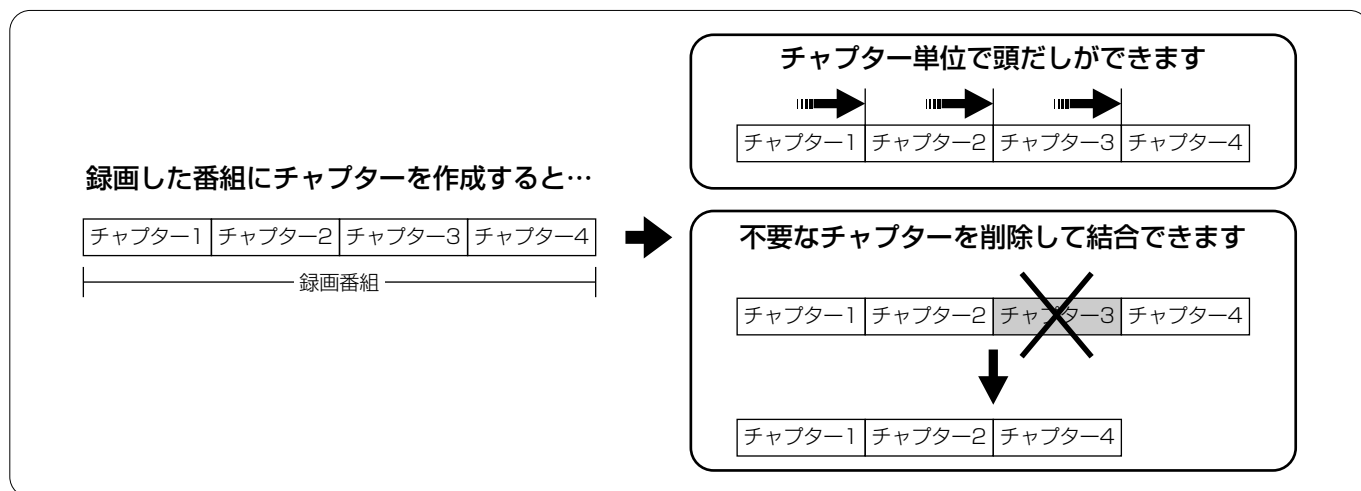 録画した番組にチャプターを作成すると…
チャプター1 チャプター2 チャプター3 チャプター4
録画番組
チャプター単位で頭だしができます
チャプター1 チャプター2 チャプター3 チャプター4
不要なチャプターを削除して結合できます
チャプター1 チャプター2 チャプター3 チャプター4
チャプター1 チャプター2 チャプター4